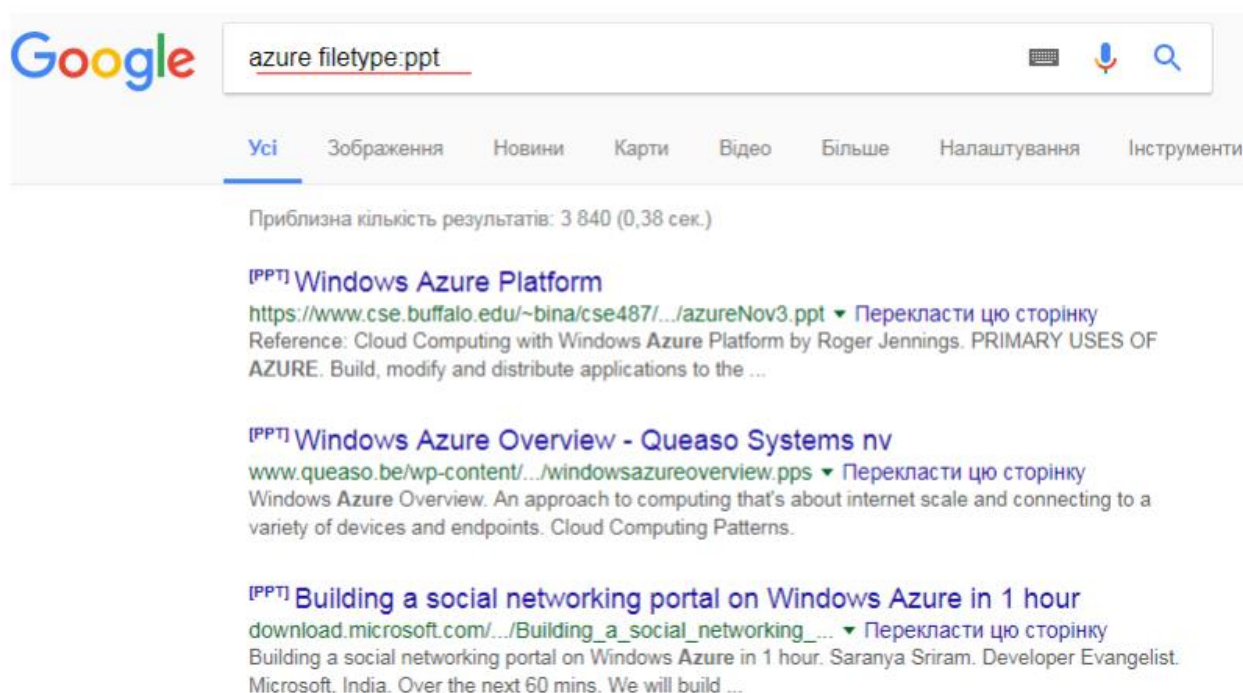 Google
azure filetype:ppt
Усі Зображення Новини Карти Відео Більше Налаштування Інструменти
Приблизна кількість результатів: 3 840 (0,38 сек.)
[PPT] Windows Azure Platform
https://www.cse.buffalo.edu/~bina/cse487/.../azureNov3.ppt ▼ Перекласти цю сторінку
Reference: Cloud Computing with Windows Azure Platform by Roger Jennings. PRIMARY USES OF
AZURE. Build, modify and distribute applications to the ...
[PPT] Windows Azure Overview - Queaso Systems nv
www.queaso.be/wp-content/.../windowsazureoverview.pps ▼ Перекласти цю сторінку
Windows Azure Overview. An approach to computing that's about internet scale and connecting to a
variety of devices and endpoints. Cloud Computing Patterns.
[PPT] Building a social networking portal on Windows Azure in 1 hour
download.microsoft.com/.../Building_a_social_networking_... ▼ Перекласти цю сторінку
Building a social networking portal on Windows Azure in 1 hour. Saranya Sriram. Developer Evangelist.
Microsoft, India. Over the next 60 mins. We will build ...